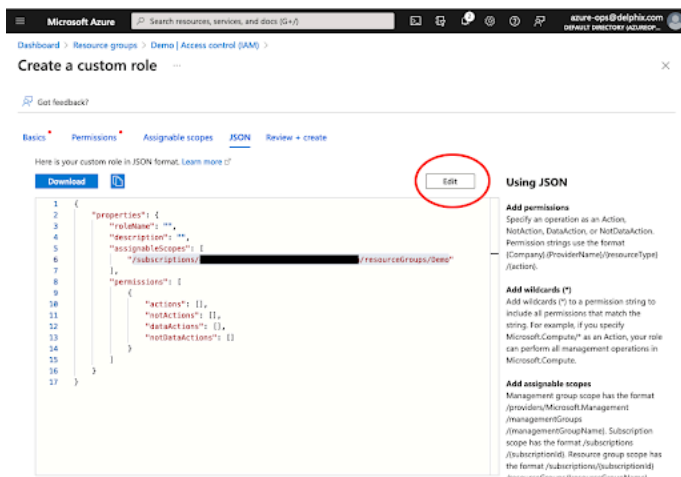 Microsoft Azure
Search resources, services, and docs (G+/)
2
azure-ops@delphix.com
DEFAULT DIRECTORY (AZUREOP...
Dashboard > Resource groups > Demo | Access control (IAM) >
Create a custom role ...
Got feedback?
Basics * Permissions * Assignable scopes JSON Review + create
Here is your custom role in JSON format. Learn more
Download
Edit
1 {
2 "properties": {
3 "roleName": "",
4 "description": "",
5 "assignableScopes": [
6 "/subscriptions/ /resourceGroups/Demo"
7 ],
8 "permissions": [
9 {
10 "actions": [],
11 "notActions": [],
12 "dataActions": [],
13 "notDataActions": []
14 }
15 ]
16 }
17 }
Using JSON
Add permissions
Specify an operation as an Action,
NotAction, DataAction, or NotDataAction.
Permission strings use the format
{Company}.{ProviderName}/{resourceType}
/{action}.
Add wildcards (*)
Add wildcards (*) to a permission string to
include all permissions that match the
string. For example, if you specify
Microsoft.Compute/* as an Action, your role
can perform all management operations in
Microsoft.Compute.
Add assignable scopes
Management group scope has the format
/providers/Microsoft.Management
/managementGroups
/{managementGroupName}. Subscription
scope has the format /subscriptions
/{subscriptionId}. Resource group scope has
the format /subscriptions/{subscriptionId}